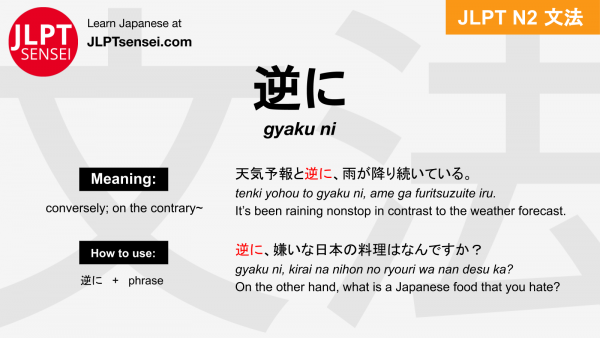 JLPT
SENSEI
Learn Japanese at
JLPTsensei.com
JLPT N2 文法
文法
逆に
gyaku ni
Meaning:
conversely; on the contrary~
How to use:
逆に + phrase
天気予報と逆に、雨が降り続いている。
tenki yohou to gyaku ni, ame ga furitsuzuite iru.
It's been raining nonstop in contrast to the weather forecast.
逆に、嫌いな日本の料理はなんですか？
gyaku ni, kirai na nihon no ryouri wa nan desu ka?
On the other hand, what is a Japanese food that you hate?